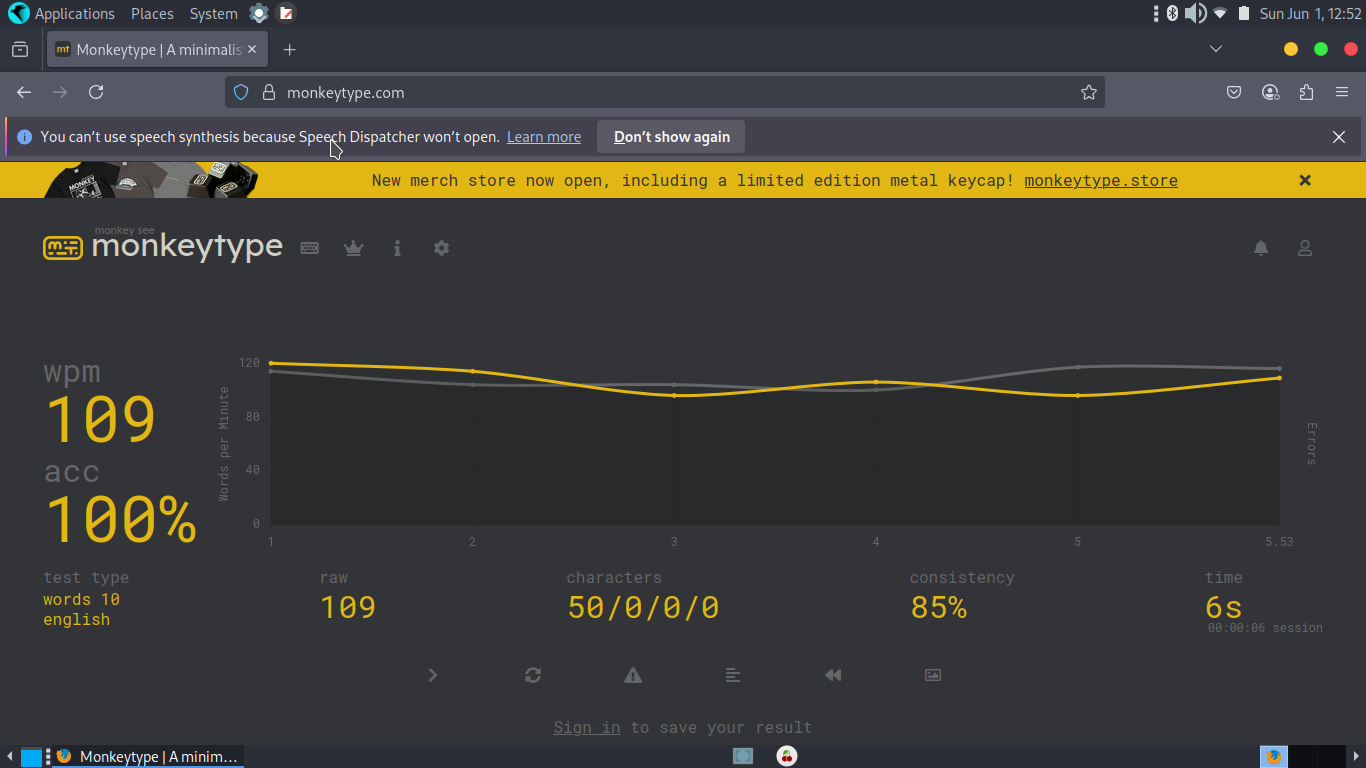 Applications Places System Sun Jun 1, 12:52
mt Monkeytype | A minimalis
monkeytype.com
You can't use speech synthesis because Speech Dispatcher won't open. Learn more Don't show again
New merch store now open, including a limited edition metal keycap! monkeytype.store
monkey see
monkeytype
wpm
109
acc
100%
Words per Minute
120
80
40
0
1 2 3 4 5 5.53
Errors
test type
words 10
english
raw
109
characters
50/0/0/0
consistency
85%
time
6s
00:00:06 session
Sign in to save your result
Monkeytype | A minim...